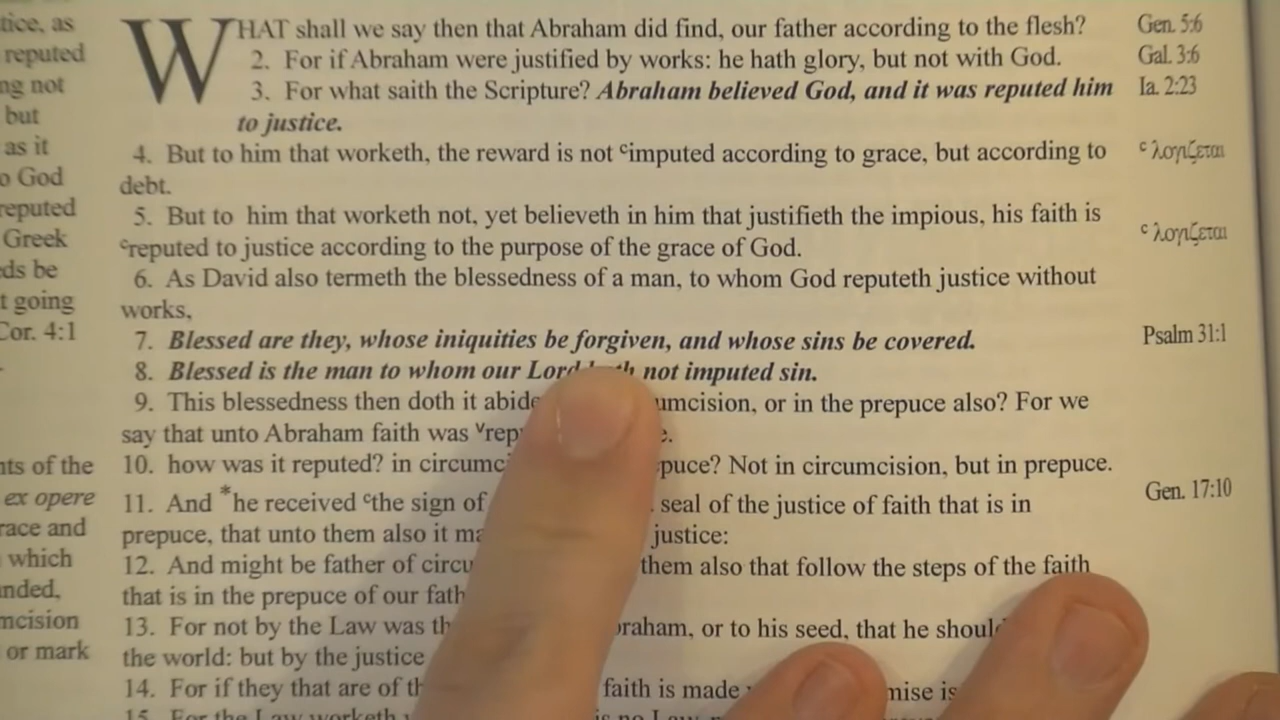 tice, as
reputed
ng not
but
as it
o God
reputed
Greek
ds be
t going
Cor. 4:1
nts of the
ex opere
race and
which
nded,
mcision
or mark
WHAT shall we say then that Abraham did find, our father according to the flesh?
2. For if Abraham were justified by works: he hath glory, but not with God.
3. For what saith the Scripture? Abraham believed God, and it was reputed him
to justice.
4. But to him that worketh, the reward is not ᶜimputed according to grace, but according to
debt.
5. But to him that worketh not, yet believeth in him that justifieth the impious, his faith is
ᶜreputed to justice according to the purpose of the grace of God.
6. As David also termeth the blessedness of a man, to whom God reputeth justice without
works,
7. Blessed are they, whose iniquities be forgiven, and whose sins be covered.
8. Blessed is the man to whom our Lord not imputed sin.
9. This blessedness then doth it abide umcision, or in the prepuce also? For we
say that unto Abraham faith was ᵛrep e.
10. how was it reputed? in circumc puce? Not in circumcision, but in prepuce.
11. And *he received ᶜthe sign of seal of the justice of faith that is in
prepuce, that unto them also it ma justice:
12. And might be father of circu them also that follow the steps of the faith
that is in the prepuce of our fath
13. For not by the Law was th braham, or to his seed, that he should
the world: but by the justice
14. For if they that are of th faith is made mise is
15. For the Law worketh is no Law
Gen. 5:6
Gal. 3:6
Ia. 2:23
ᶜ λογιζεται
ᶜ λογιζεται
Psalm 31:1
Gen. 17:10